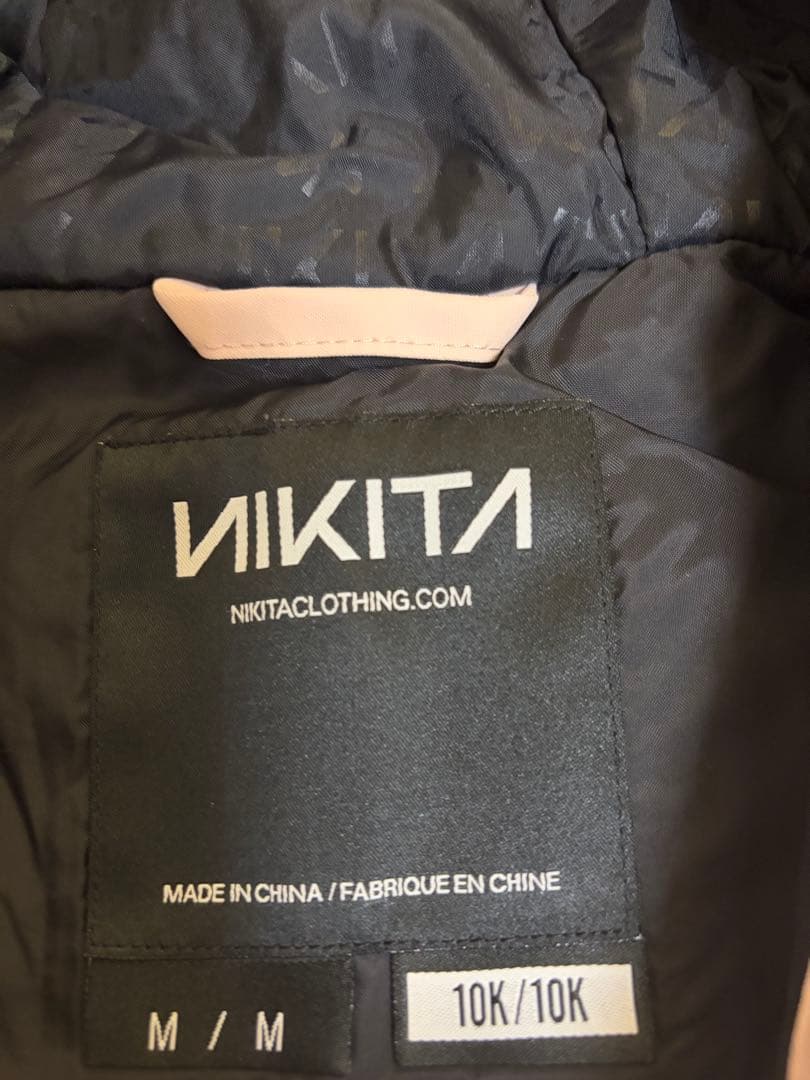 NIKITA
NIKITACLOTHING.COM
MADE IN CHINA / FABRIQUE EN CHINE
M / M
10K/10K